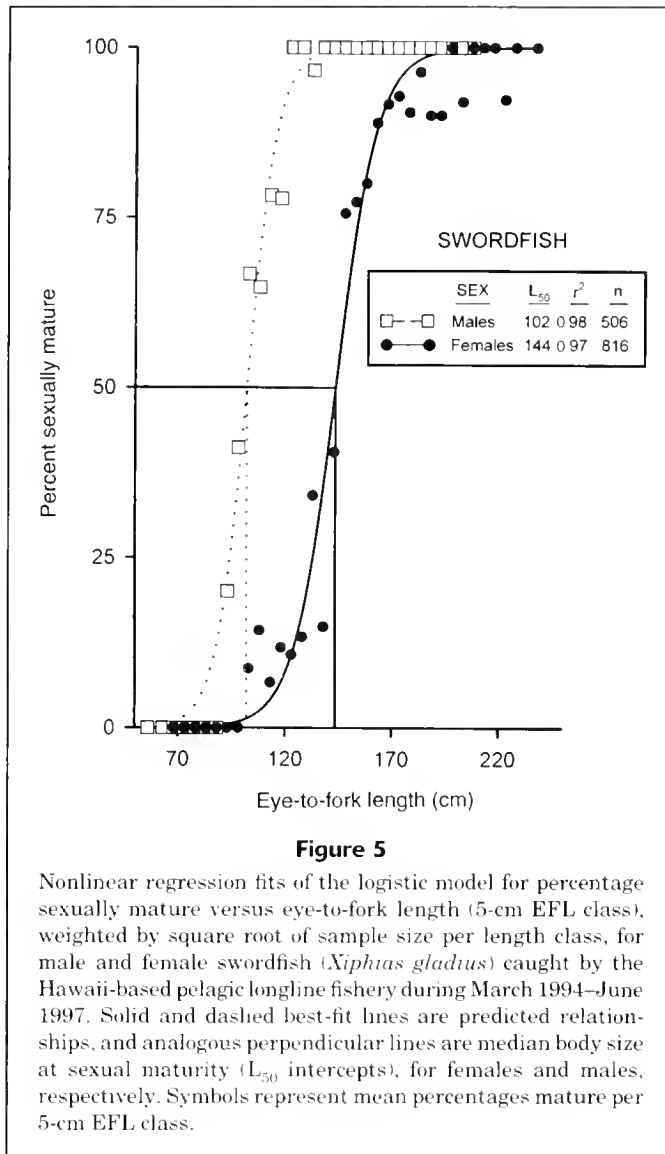 100
75
50
25
0
Percent sexually mature
SWORDFISH
SEX L50 r2 n
Males 102 0 98 506
Females 144 0 97 816
70 120 170 220
Eye-to-fork length (cm)
Figure 5
Nonlinear regression fits of the logistic model for percentage
sexually mature versus eye-to-fork length (5-cm EFL class),
weighted by square root of sample size per length class, for
male and female swordfish (Xiphias gladius) caught by the
Hawaii-based pelagic longline fishery during March 1994–June
1997. Solid and dashed best-fit lines are predicted relation-
ships, and analogous perpendicular lines are median body size
at sexual maturity (L50 intercepts), for females and males,
respectively. Symbols represent mean percentages mature per
5-cm EFL class.